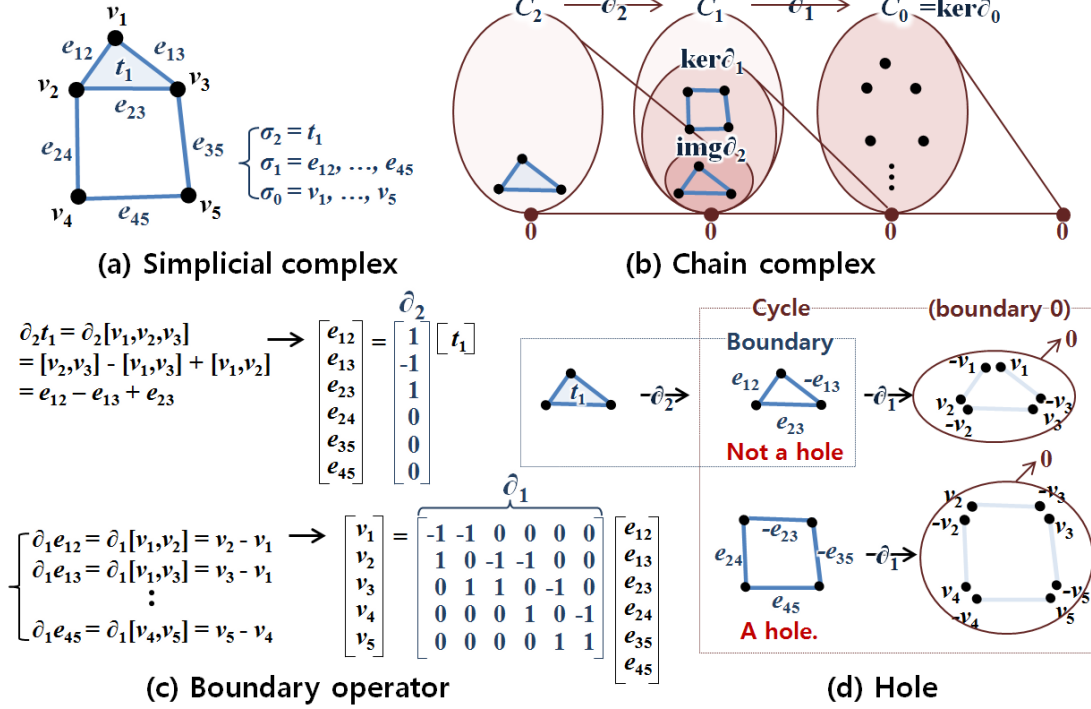 v₁
e₁₂ e₁₃
t₁
v₂ v₃
e₂₃
e₂₄ e₃₅
v₄ v₅
e₄₅
σ₂ = t₁
σ₁ = e₁₂, ..., e₄₅
σ₀ = v₁, ..., v₅
(a) Simplicial complex
C₂ ∂₂ C₁ ∂₁ C₀ =ker∂₀
ker∂₁
img∂₂
0 0 0 0
(b) Chain complex
∂₂t₁ = ∂₂[v₁,v₂,v₃]
= [v₂,v₃] - [v₁,v₃] + [v₁,v₂]
= e₁₂ – e₁₃ + e₂₃
∂₂
e₁₂ = 1 [t₁]
e₁₃ -1
e₂₃ 1
e₂₄ 0
e₃₅ 0
e₄₅ 0
∂₁e₁₂ = ∂₁[v₁,v₂] = v₂ - v₁
∂₁e₁₃ = ∂₁[v₁,v₃] = v₃ - v₁
⋮
∂₁e₄₅ = ∂₁[v₄,v₅] = v₅ - v₄
∂₁
v₁ = -1 -1 0 0 0 0 e₁₂
v₂ 1 0 -1 -1 0 0 e₁₃
v₃ 0 1 1 0 -1 0 e₂₃
v₄ 0 0 0 1 0 -1 e₂₄
v₅ 0 0 0 0 1 1 e₃₅
e₄₅
(c) Boundary operator
Cycle (boundary 0)
Boundary 0
t₁ -∂₂→ e₁₂ -e₁₃ -∂₁→
e₂₃
Not a hole
-v₁ v₁
v₂ -v₃
-v₂ v₃
0
-e₂₃
e₂₄ -e₃₅ -∂₁→
e₄₅
A hole.
v₂ -v₃
-v₂ v₃
v₄ -v₅
-v₄ v₅
(d) Hole